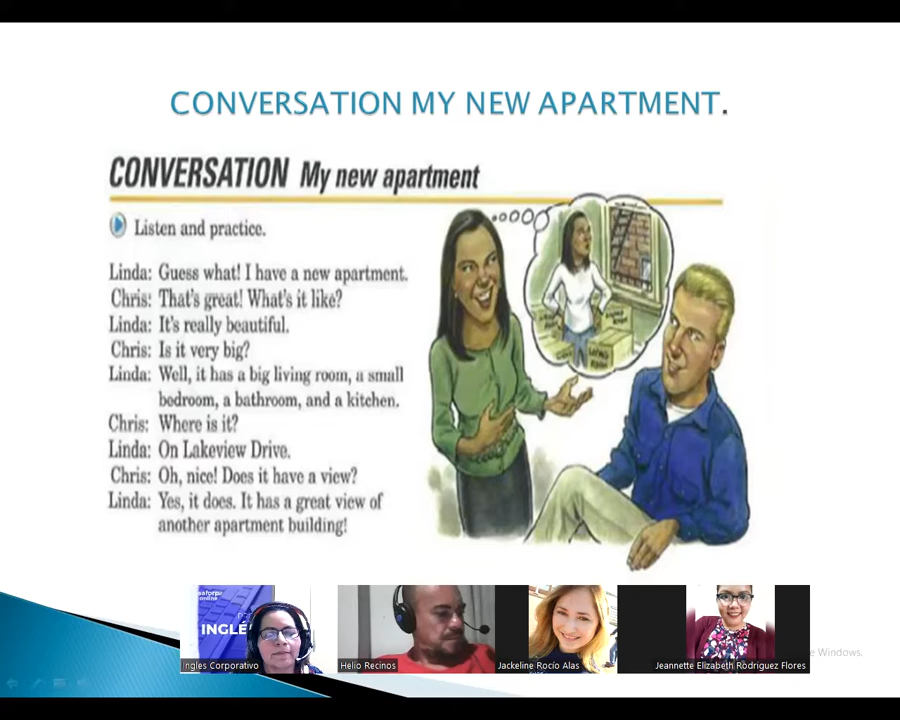 CONVERSATION MY NEW APARTMENT.
CONVERSATION My new apartment
Listen and practice.
Linda: Guess what! I have a new apartment.
Chris: That's great! What's it like?
Linda: It's really beautiful.
Chris: Is it very big?
Linda: Well, it has a big living room, a small
bedroom, a bathroom, and a kitchen.
Chris: Where is it?
Linda: On Lakeview Drive.
Chris: Oh, nice! Does it have a view?
Linda: Yes, it does. It has a great view of
another apartment building!
online
INGLÉ
Ingles Corporativo
Helio Recinos
Jackeline Rocío Alas
Jeannette Elizabeth Rodriguez Flores
Windows.